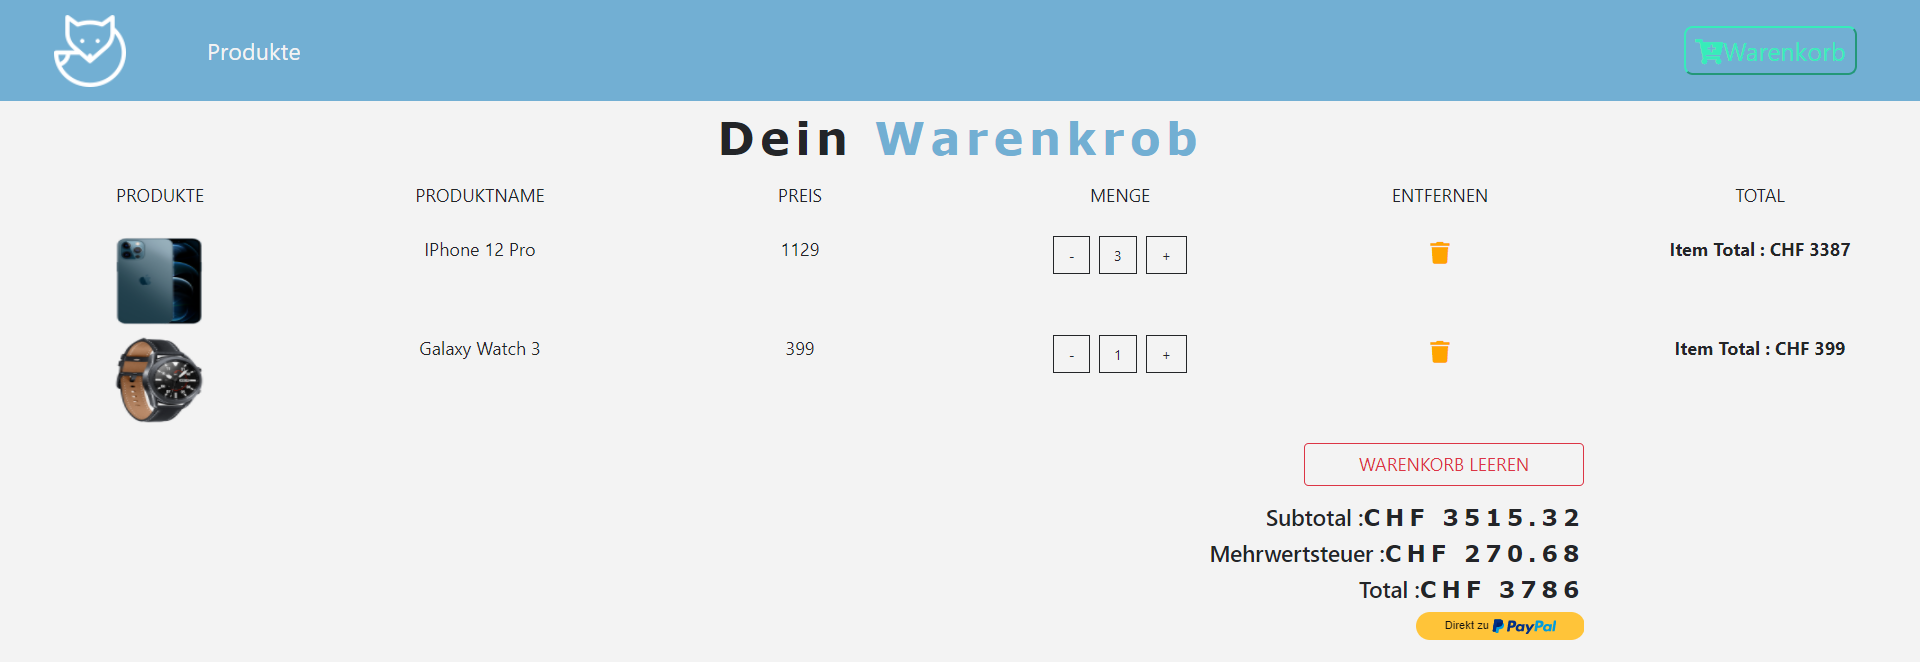 Produkte
Warenkorb
Dein Warenkrob
PRODUKTE PRODUKTNAME PREIS MENGE ENTFERNEN TOTAL
IPhone 12 Pro 1129 - 3 + Item Total : CHF 3387
Galaxy Watch 3 399 - 1 + Item Total : CHF 399
WARENKORB LEEREN
Subtotal :CHF 3515.32
Mehrwertsteuer :CHF 270.68
Total :CHF 3786
Direkt zu PayPal